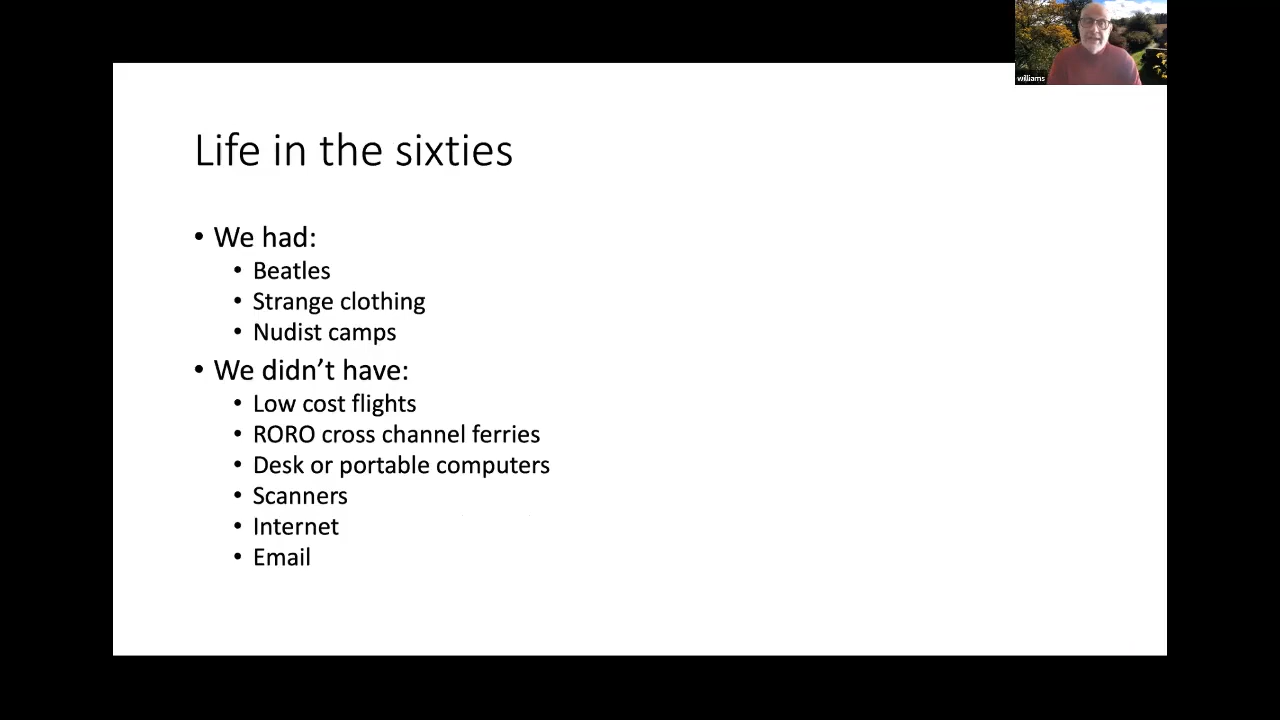 williams
Life in the sixties
• We had:
• Beatles
• Strange clothing
• Nudist camps
• We didn’t have:
• Low cost flights
• RORO cross channel ferries
• Desk or portable computers
• Scanners
• Internet
• Email